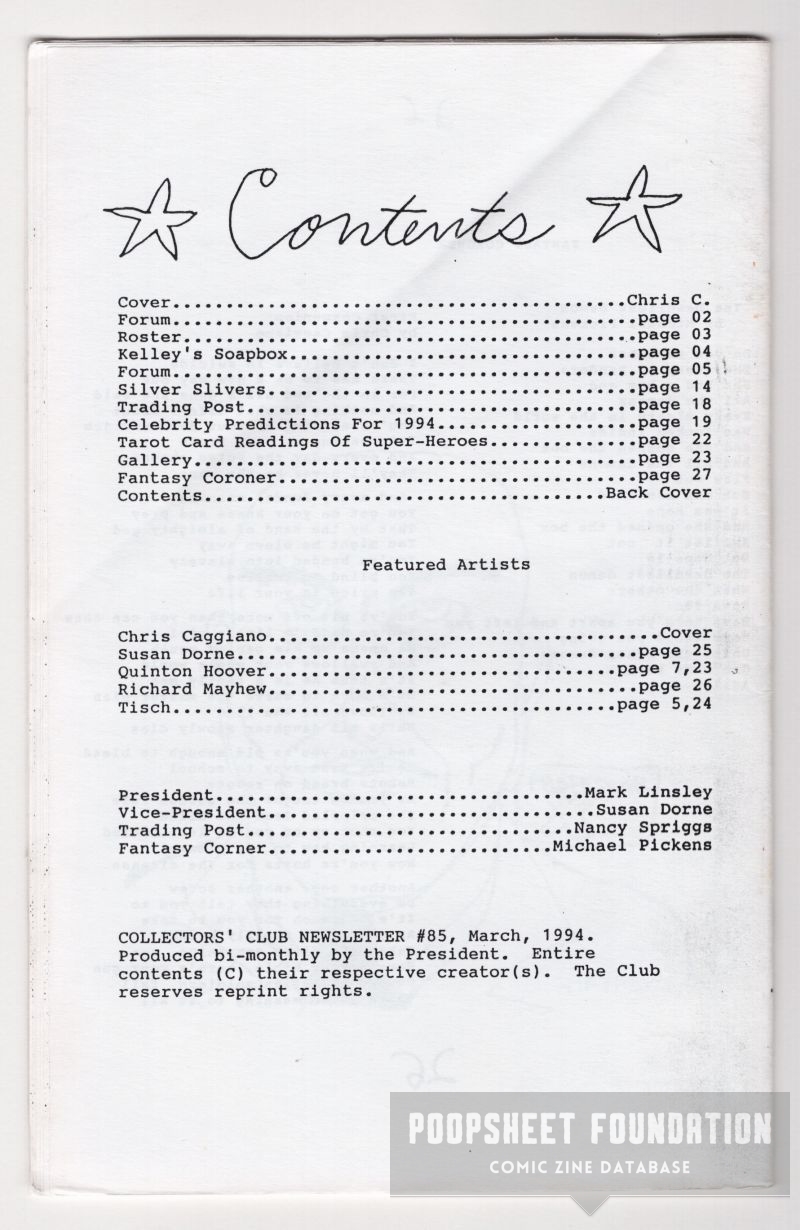 Contents
Cover...........................................Chris C.
Forum............................................page 02
Roster...........................................page 03
Kelley's Soapbox.................................page 04
Forum............................................page 05
Silver Slivers...................................page 14
Trading Post.....................................page 18
Celebrity Predictions For 1994...................page 19
Tarot Card Readings Of Super-Heroes..............page 22
Gallery..........................................page 23
Fantasy Coroner..................................page 27
Contents......................................Back Cover
Featured Artists
Chris Caggiano.....................................Cover
Susan Dorne......................................page 25
Quinton Hoover.................................page 7,23
Richard Mayhew...................................page 26
Tisch..........................................page 5,24
President...................................Mark Linsley
Vice-President...............................Susan Dorne
Trading Post...............................Nancy Spriggs
Fantasy Corner...........................Michael Pickens
COLLECTORS' CLUB NEWSLETTER #85, March, 1994.
Produced bi-monthly by the President.  Entire
contents (C) their respective creator(s).  The Club
reserves reprint rights.
POOPSHEET FOUNDATION
COMIC ZINE DATABASE